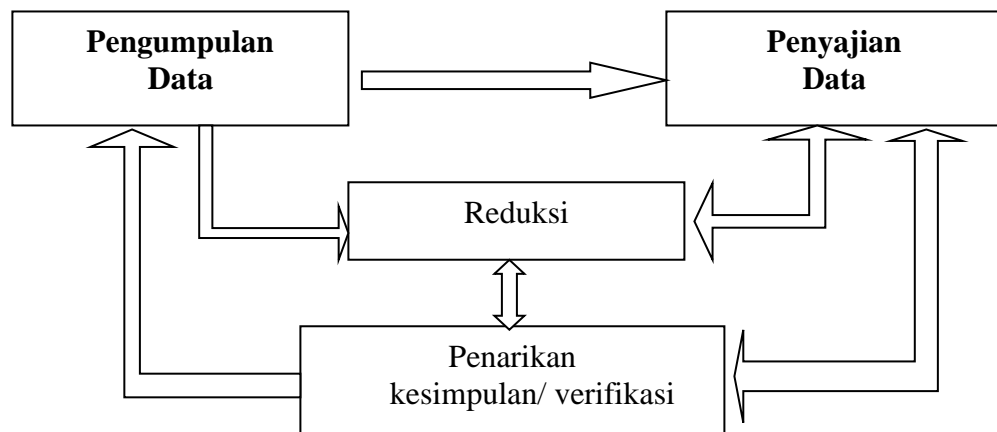 Pengumpulan
Data
Penyajian
Data
Reduksi
Penarikan
kesimpulan/ verifikasi